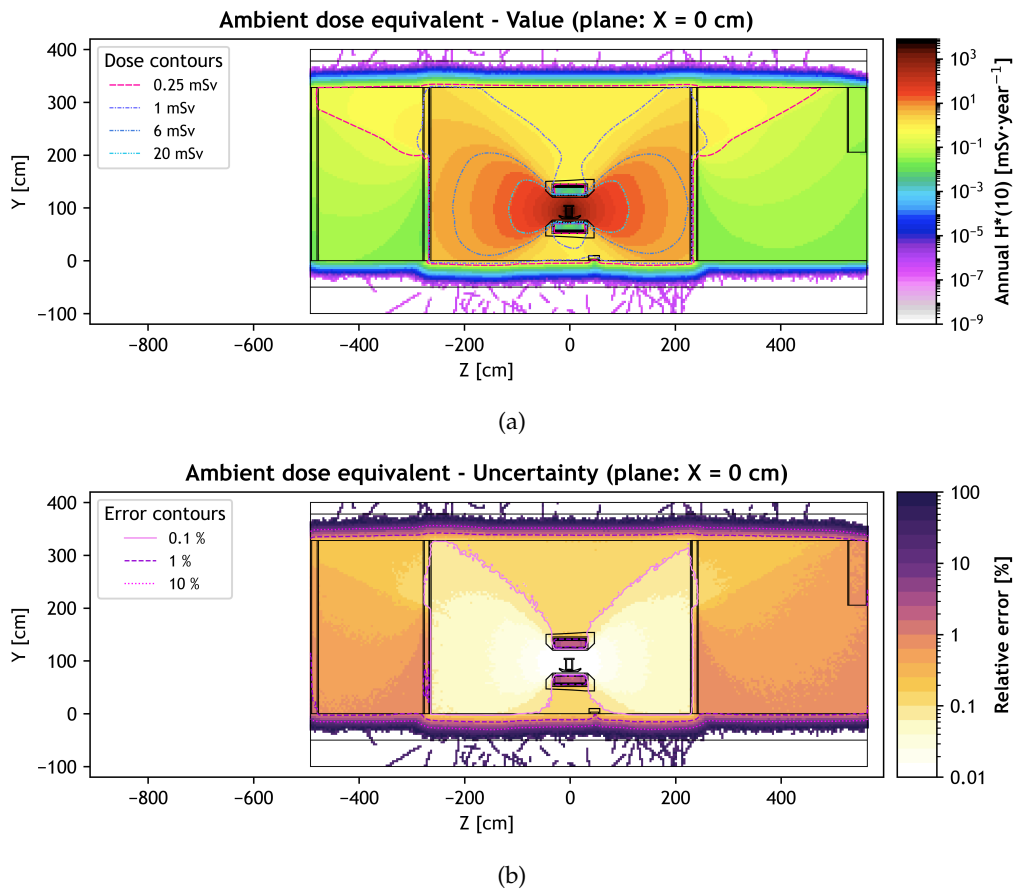 Ambient dose equivalent - Value (plane: X = 0 cm)
Dose contours
0.25 mSv
1 mSv
6 mSv
20 mSv
400
300
200
100
0
−100
Y [cm]
−800 −600 −400 −200 0 200 400
Z [cm]
10³
10¹
10⁻¹
10⁻³
10⁻⁵
10⁻⁷
10⁻⁹
Annual H*(10) [mSv·year⁻¹]
(a)
Ambient dose equivalent - Uncertainty (plane: X = 0 cm)
Error contours
0.1 %
1 %
10 %
400
300
200
100
0
−100
Y [cm]
−800 −600 −400 −200 0 200 400
Z [cm]
100
10
1
0.1
0.01
Relative error [%]
(b)